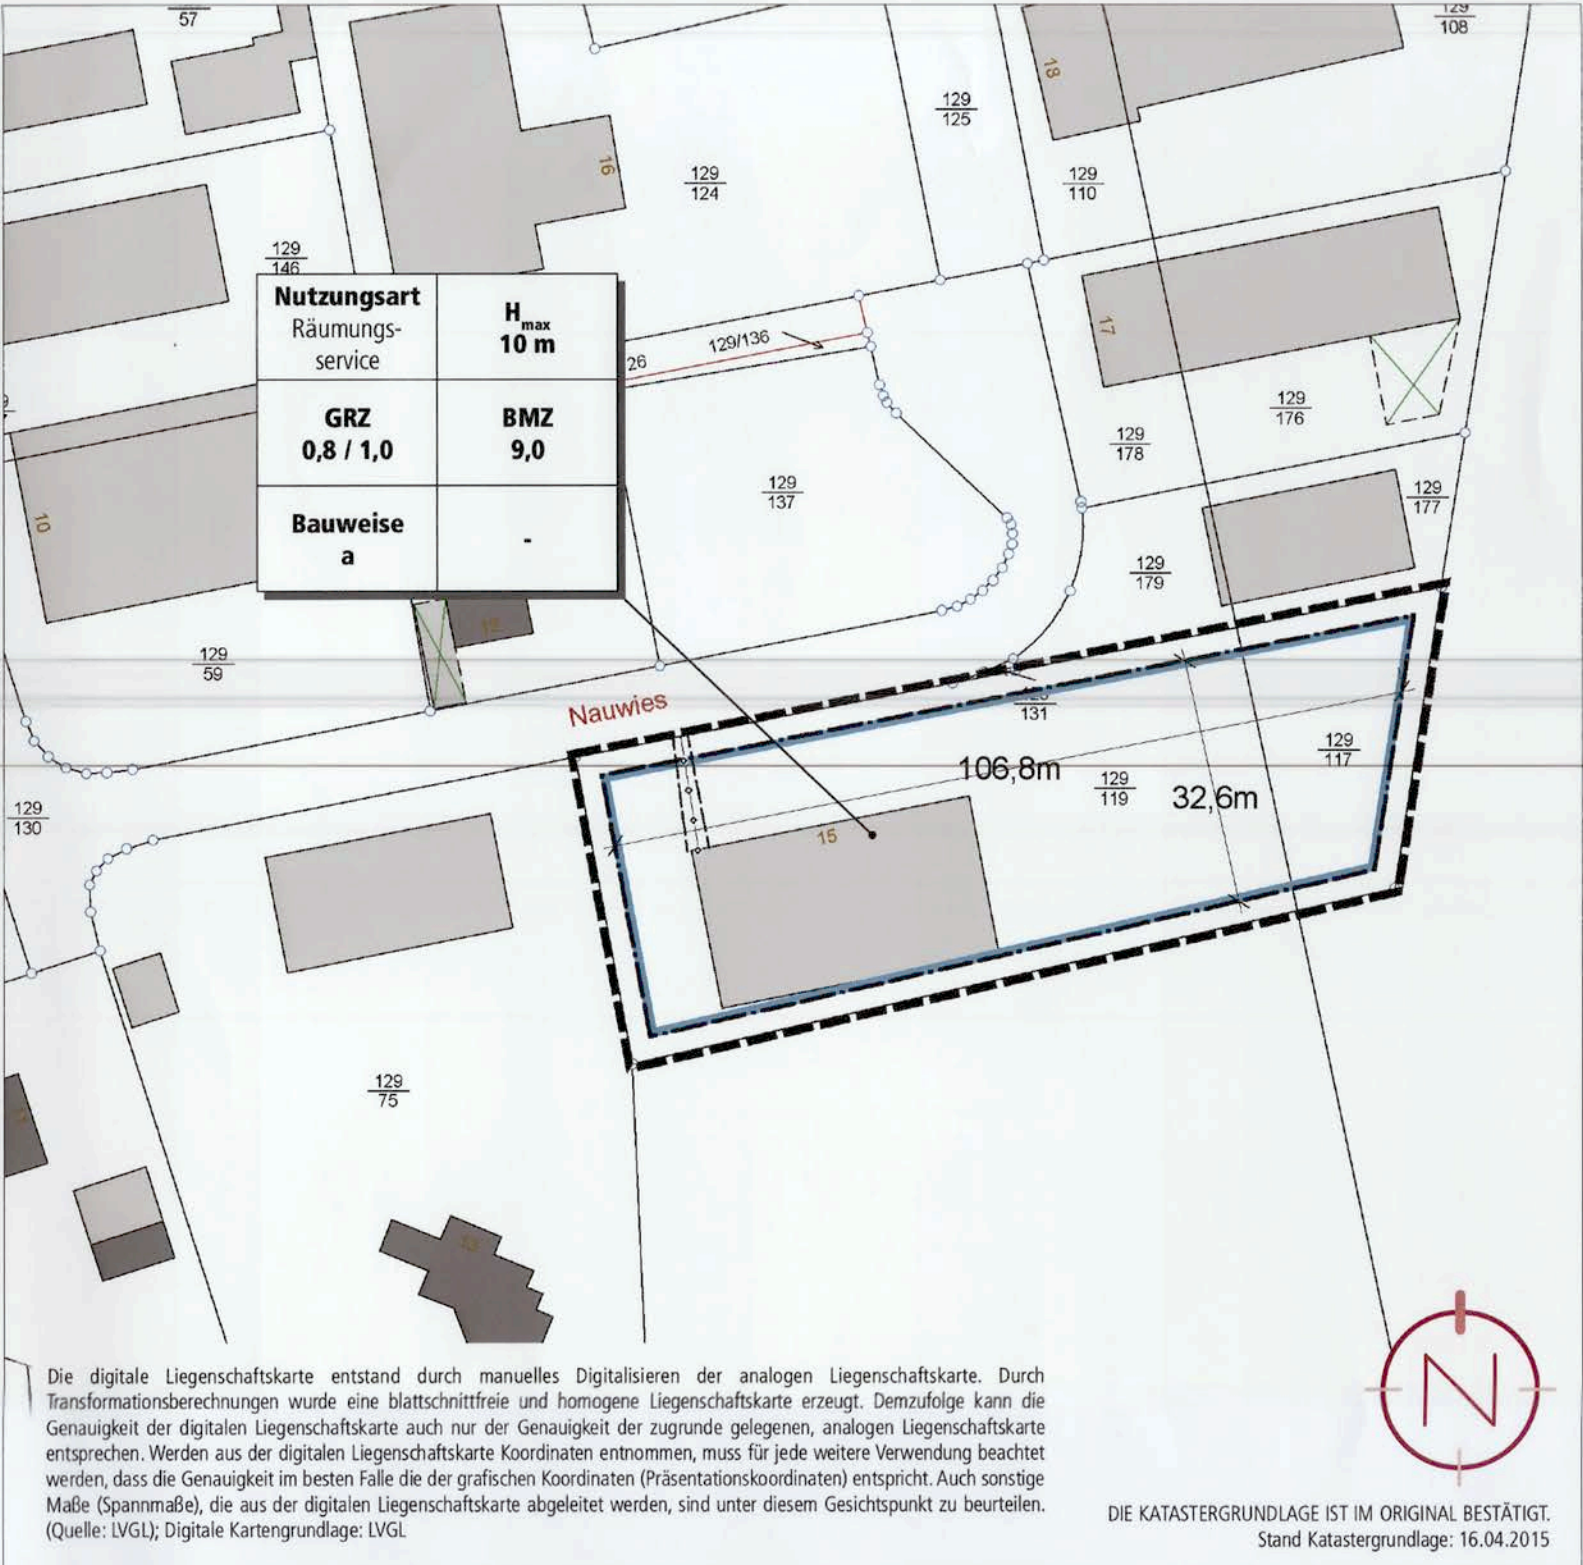 57
129
108
18
129
125
16
129
124
129
110
129
146
Nutzungsart
Räumungs-
service
H max
10 m
GRZ
0,8 / 1,0
BMZ
9,0
Bauweise
a
-
26
129/136
17
129
176
129
178
129
137
129
177
10
129
179
12
129
59
Nauwies
131
129
117
106,8m
129
119
32,6m
15
129
130
129
75
13
N
Die digitale Liegenschaftskarte entstand durch manuelles Digitalisieren der analogen Liegenschaftskarte. Durch
Transformationsberechnungen wurde eine blattschnittfreie und homogene Liegenschaftskarte erzeugt. Demzufolge kann die
Genauigkeit der digitalen Liegenschaftskarte auch nur der Genauigkeit der zugrunde gelegenen, analogen Liegenschaftskarte
entsprechen. Werden aus der digitalen Liegenschaftskarte Koordinaten entnommen, muss für jede weitere Verwendung beachtet
werden, dass die Genauigkeit im besten Falle die der grafischen Koordinaten (Präsentationskoordinaten) entspricht. Auch sonstige
Maße (Spannmaße), die aus der digitalen Liegenschaftskarte abgeleitet werden, sind unter diesem Gesichtspunkt zu beurteilen.
(Quelle: LVGL); Digitale Kartengrundlage: LVGL
DIE KATASTERGRUNDLAGE IST IM ORIGINAL BESTÄTIGT.
Stand Katastergrundlage: 16.04.2015